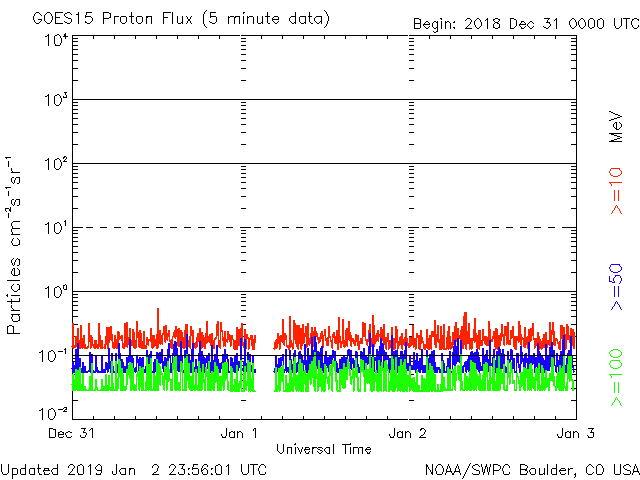 GOES15 Proton Flux (5 minute data)
Begin: 2018 Dec 31 0000 UTC
10⁴
10³
10²
10¹
10⁰
10⁻¹
10⁻²
Particles cm⁻²s⁻¹sr⁻¹
Dec 31
Jan 1
Jan 2
Jan 3
Universal Time
MeV
>=10
>=50
>=100
Updated 2019 Jan 2 23:56:01 UTC
NOAA/SWPC Boulder, CO USA